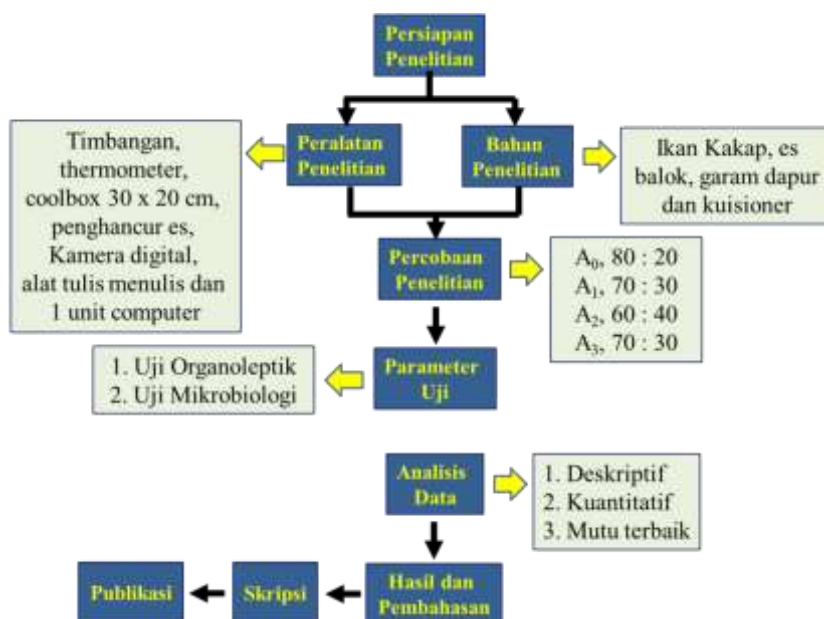 Persiapan
Penelitian
Peralatan
Penelitian
Bahan
Penelitian
Timbangan,
thermometer,
coolbox 30 x 20 cm,
penghancur es,
Kamera digital,
alat tulis menulis dan
1 unit computer
Ikan Kakap, es
balok, garam dapur
dan kuisioner
Percobaan
Penelitian
A₀, 80 : 20
A₁, 70 : 30
A₂, 60 : 40
A₃, 70 : 30
1. Uji Organoleptik
2. Uji Mikrobiologi
Parameter
Uji
Analisis
Data
1. Deskriptif
2. Kuantitatif
3. Mutu terbaik
Publikasi
Skripsi
Hasil dan
Pembahasan